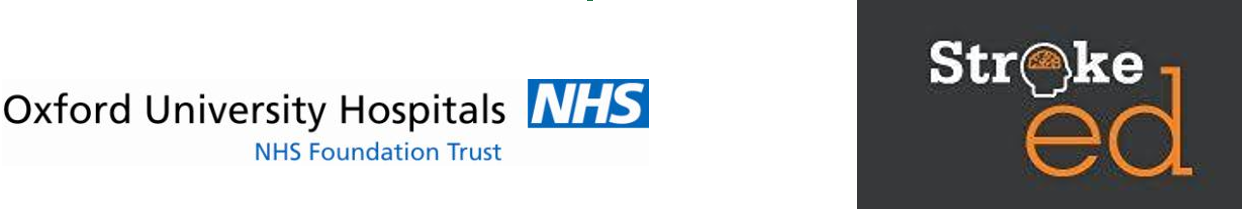 Oxford University Hospitals NHS
NHS Foundation Trust
Stroke
ed